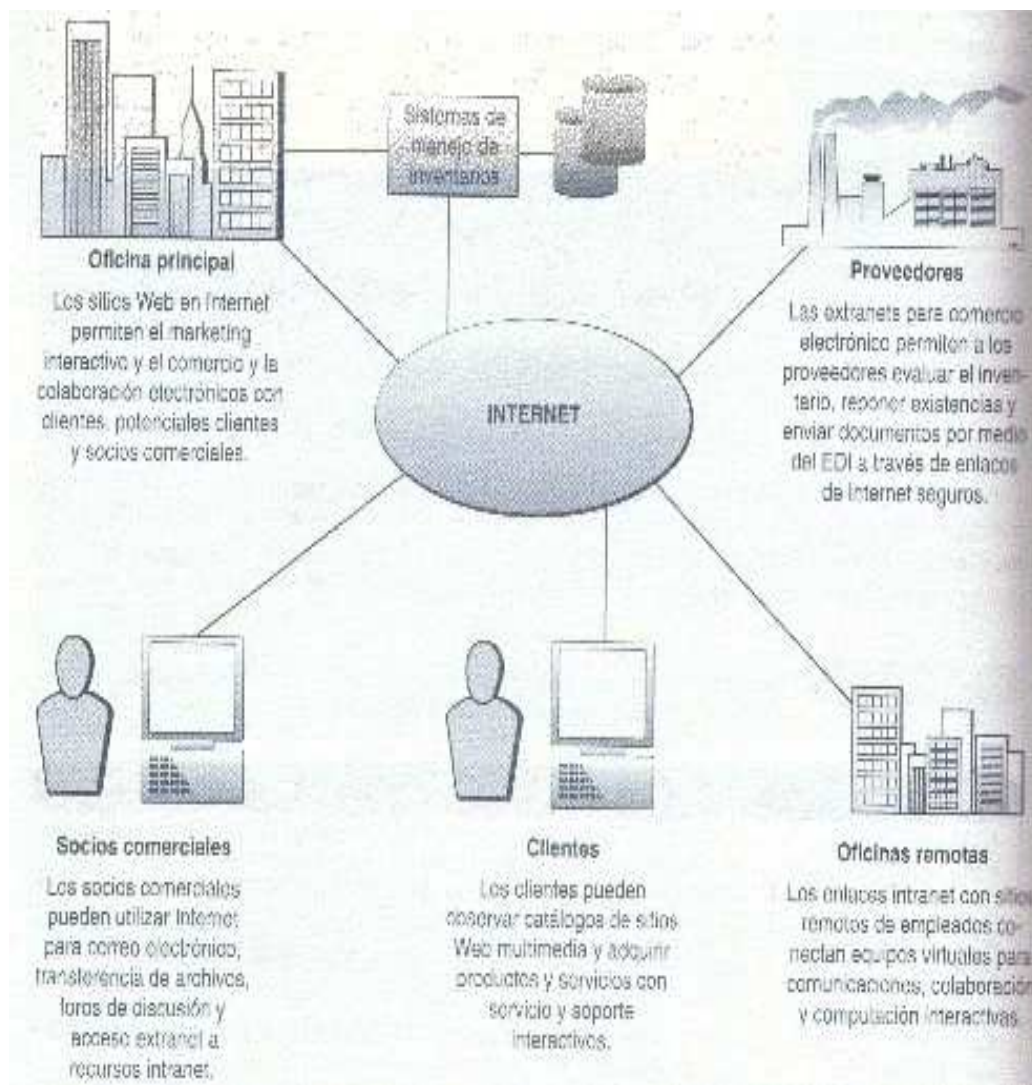 Sistemas de
manejo de
inventarios
Oficina principal
Los sitios Web en Internet
permiten el marketing
interactivo y el comercio y la
colaboración electrónicos con
clientes, potenciales clientes
y socios comerciales.
Proveedores
Las extranets para comercio
electrónico permiten a los
proveedores evaluar el inven-
tario, reponer existencias y
enviar documentos por medio
del EDI a través de enlaces
de Internet seguros.
INTERNET
Socios comerciales
Los socios comerciales
pueden utilizar Internet
para correo electrónico,
transferencia de archivos,
foros de discusión y
acceso extranet a
recursos intranet.
Clientes
Los clientes pueden
observar catálogos de sitios
Web multimedia y adquirir
productos y servicios con
servicio y soporte
interactivos.
Oficinas remotas
Los enlaces intranet con sitios
remotos de empleados co-
nectan equipos virtuales para
comunicaciones, colaboración
y computación interactivas.